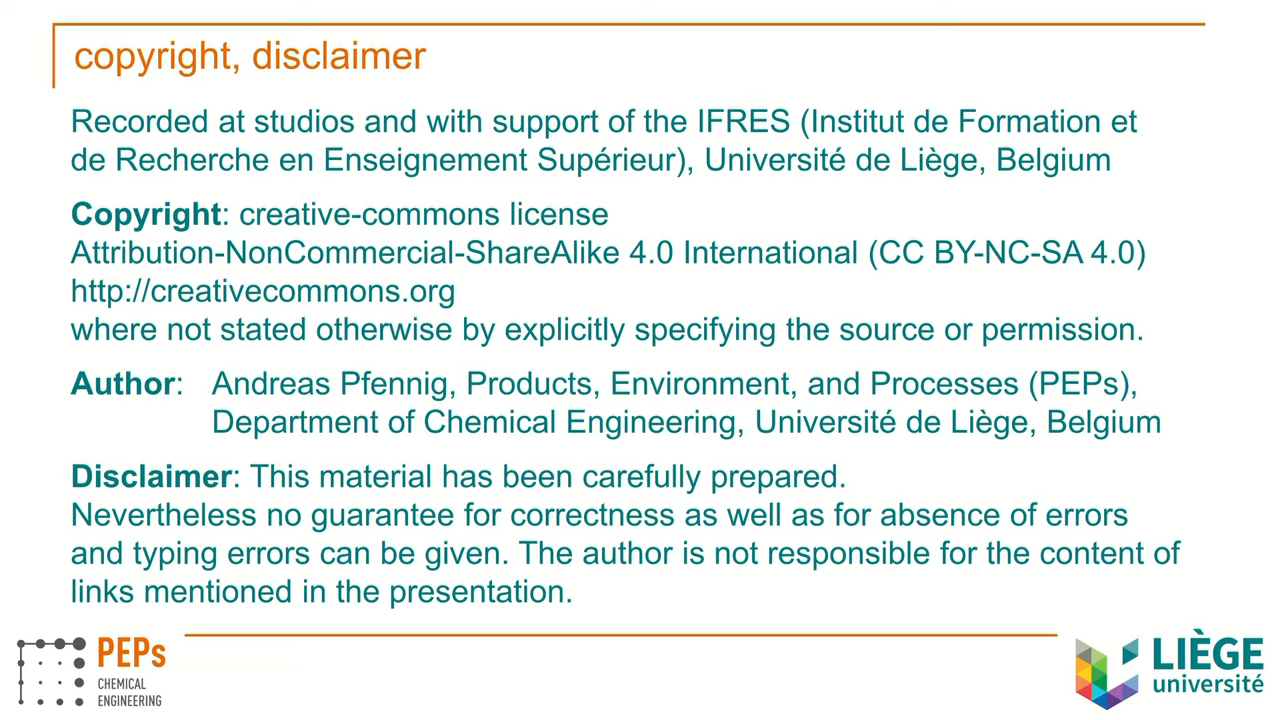 copyright, disclaimer
Recorded at studios and with support of the IFRES (Institut de Formation et
de Recherche en Enseignement Supérieur), Université de Liège, Belgium
Copyright: creative-commons license
Attribution-NonCommercial-ShareAlike 4.0 International (CC BY-NC-SA 4.0)
http://creativecommons.org
where not stated otherwise by explicitly specifying the source or permission.
Author: Andreas Pfennig, Products, Environment, and Processes (PEPs),
Department of Chemical Engineering, Université de Liège, Belgium
Disclaimer: This material has been carefully prepared.
Nevertheless no guarantee for correctness as well as for absence of errors
and typing errors can be given. The author is not responsible for the content of
links mentioned in the presentation.
PEPs
CHEMICAL
ENGINEERING
LIÈGE
université